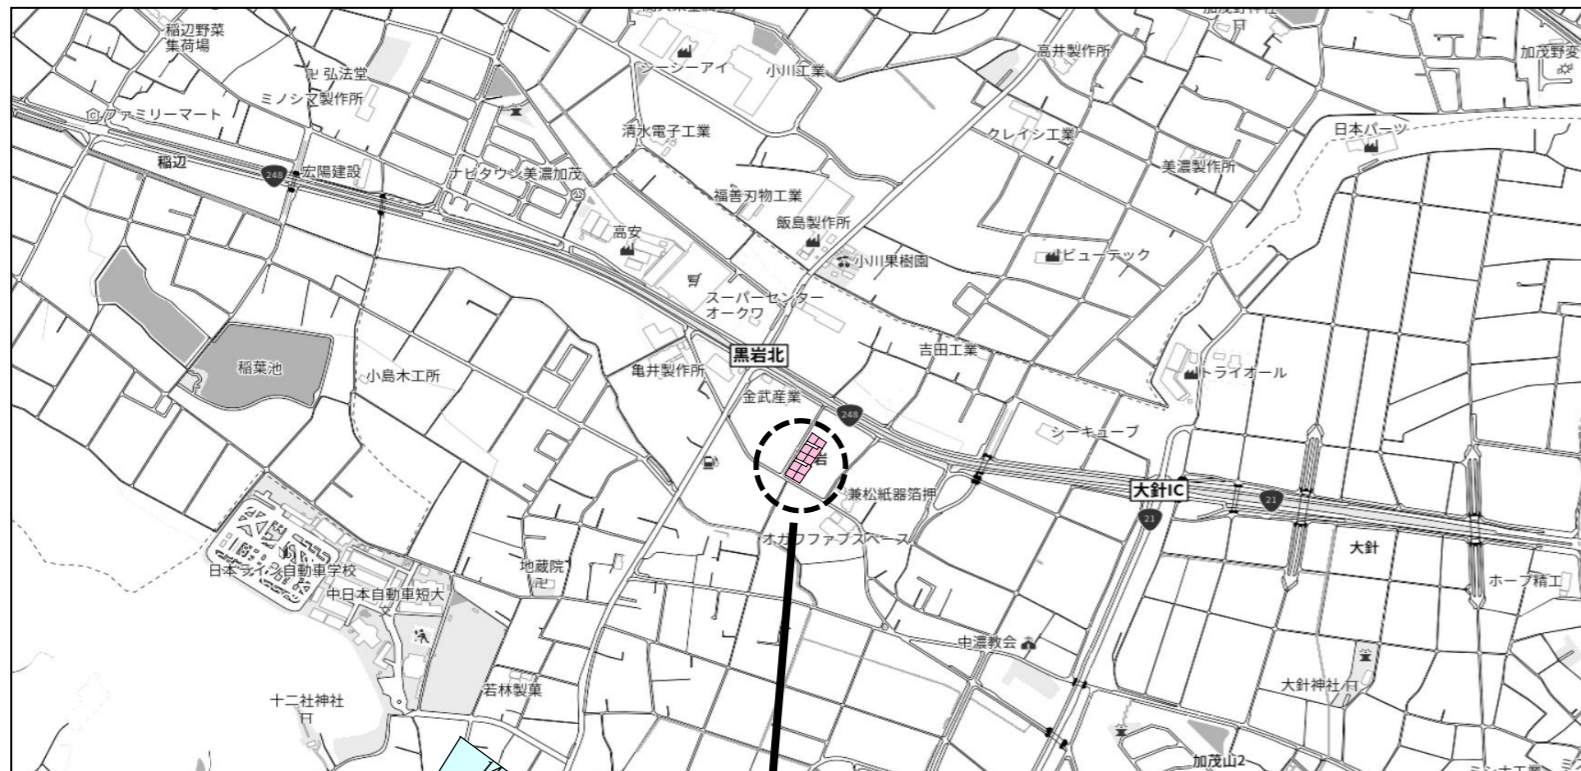 稲辺野菜
集荷場
加茂野神社
弘法堂
シーシーアイ
小川工業
高井製作所
加茂野変
ミノシマ製作所
ファミリーマート
清水電子工業
クレイシ工業
日本パーツ
稲辺
248
宏陽建設
ナビタウン美濃加茂
美濃製作所
福善刃物工業
飯島製作所
高安
小川果樹園
ビューテック
スーパーセンター
オークワ
黒岩北
吉田工業
稲葉池
小島木工所
亀井製作所
トライオール
金武産業
248
シーキューブ
岩
兼松紙器箔押
大針IC
21
21
オガワファブスペース
大針
日本ライン自動車学校
地蔵院
中日本自動車短大
ホープ精工
中濃教会
大針神社
若林製菓
十二社神社
加茂山2